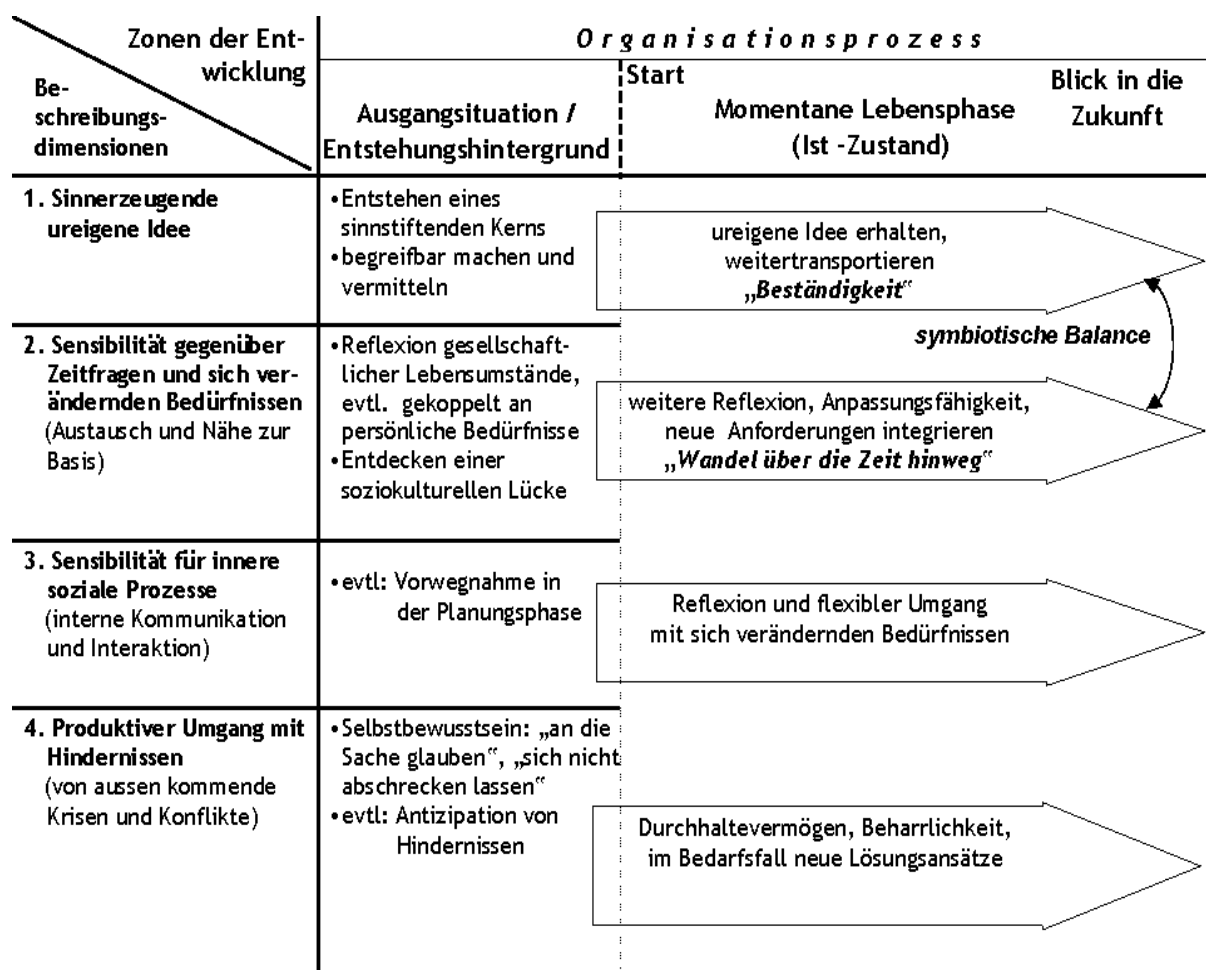 Zonen der Ent-
wicklung
Be-
schreibungs-
dimensionen
Organisationsprozess
Ausgangsituation /
Entstehungshintergrund
Start
Momentane Lebensphase
(Ist -Zustand)
Blick in die
Zukunft
1. Sinnerzeugende
ureigene Idee
•Entstehen eines
sinnstiftenden Kerns
•begreifbar machen und
vermitteln
ureigene Idee erhalten,
weitertransportieren
„Beständigkeit“
symbiotische Balance
2. Sensibilität gegenüber
Zeitfragen und sich ver-
ändernden Bedürfnissen
(Austausch und Nähe zur
Basis)
•Reflexion gesellschaft-
licher Lebensumstände,
evtl. gekoppelt an
persönliche Bedürfnisse
•Entdecken einer
soziokulturellen Lücke
weitere Reflexion, Anpassungsfähigkeit,
neue Anforderungen integrieren
„Wandel über die Zeit hinweg“
3. Sensibilität für innere
soziale Prozesse
(interne Kommunikation
und Interaktion)
•evtl: Vorwegnahme in
der Planungsphase
Reflexion und flexibler Umgang
mit sich verändernden Bedürfnissen
4. Produktiver Umgang mit
Hindernissen
(von aussen kommende
Krisen und Konflikte)
•Selbstbewusstsein: „an die
Sache glauben“, „sich nicht
abschrecken lassen“
•evtl: Antizipation von
Hindernissen
Durchhaltevermögen, Beharrlichkeit,
im Bedarfsfall neue Lösungsansätze